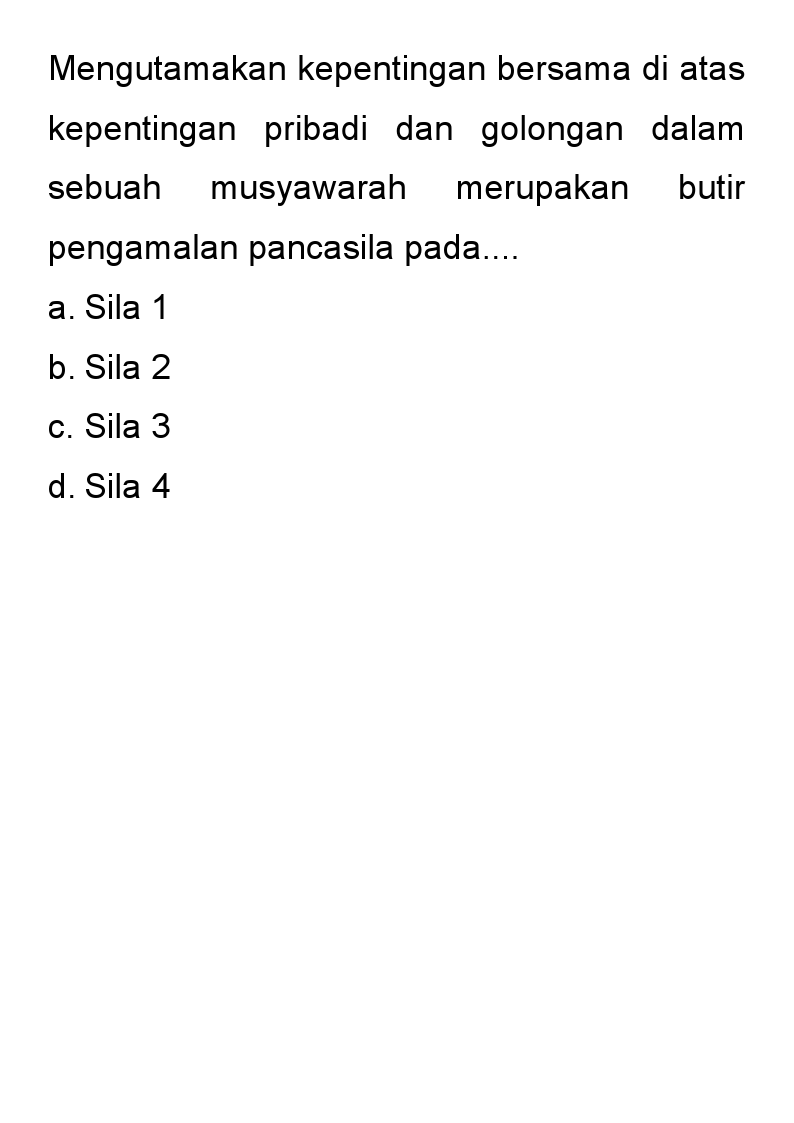 Mengutamakan kepentingan bersama di atas
kepentingan pribadi dan golongan dalam
sebuah musyawarah merupakan butir
pengamalan pancasila pada....
a. Sila 1
b. Sila 2
c. Sila 3
d. Sila 4